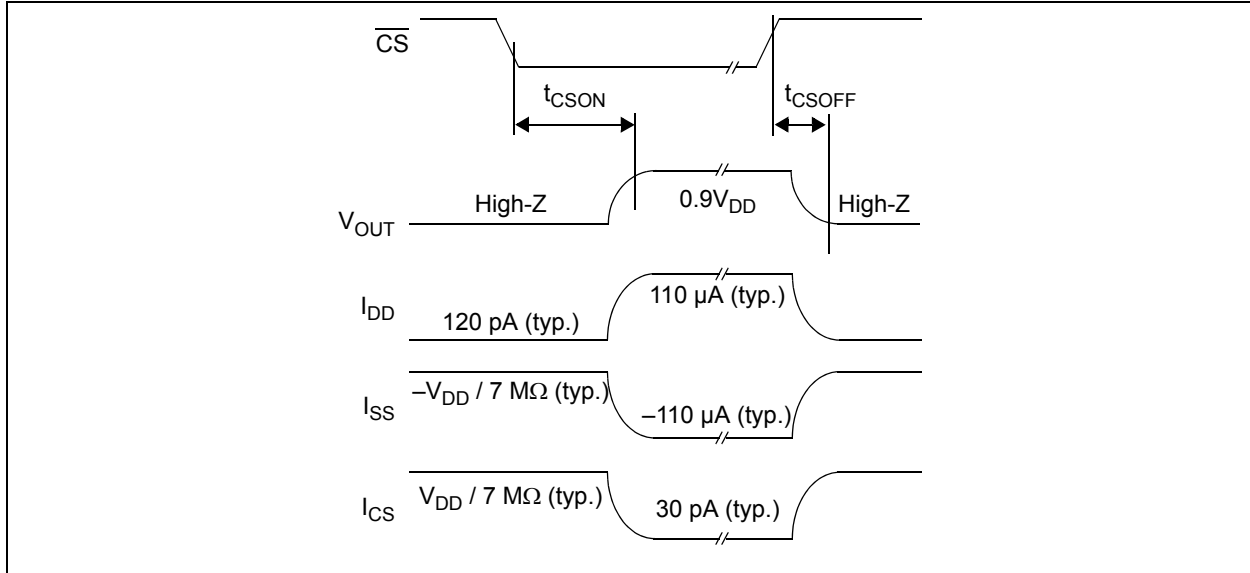 CS
tCSON
tCSOFF
VOUT
High-Z
0.9VDD
High-Z
IDD
120 pA (typ.)
110 µA (typ.)
ISS
–VDD / 7 MΩ (typ.)
–110 µA (typ.)
ICS
VDD / 7 MΩ (typ.)
30 pA (typ.)